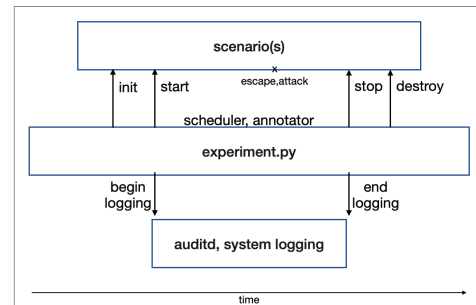 scenario(s)
escape,attack
init
start
stop
destroy
scheduler, annotator
experiment.py
begin
logging
end
logging
auditd, system logging
time